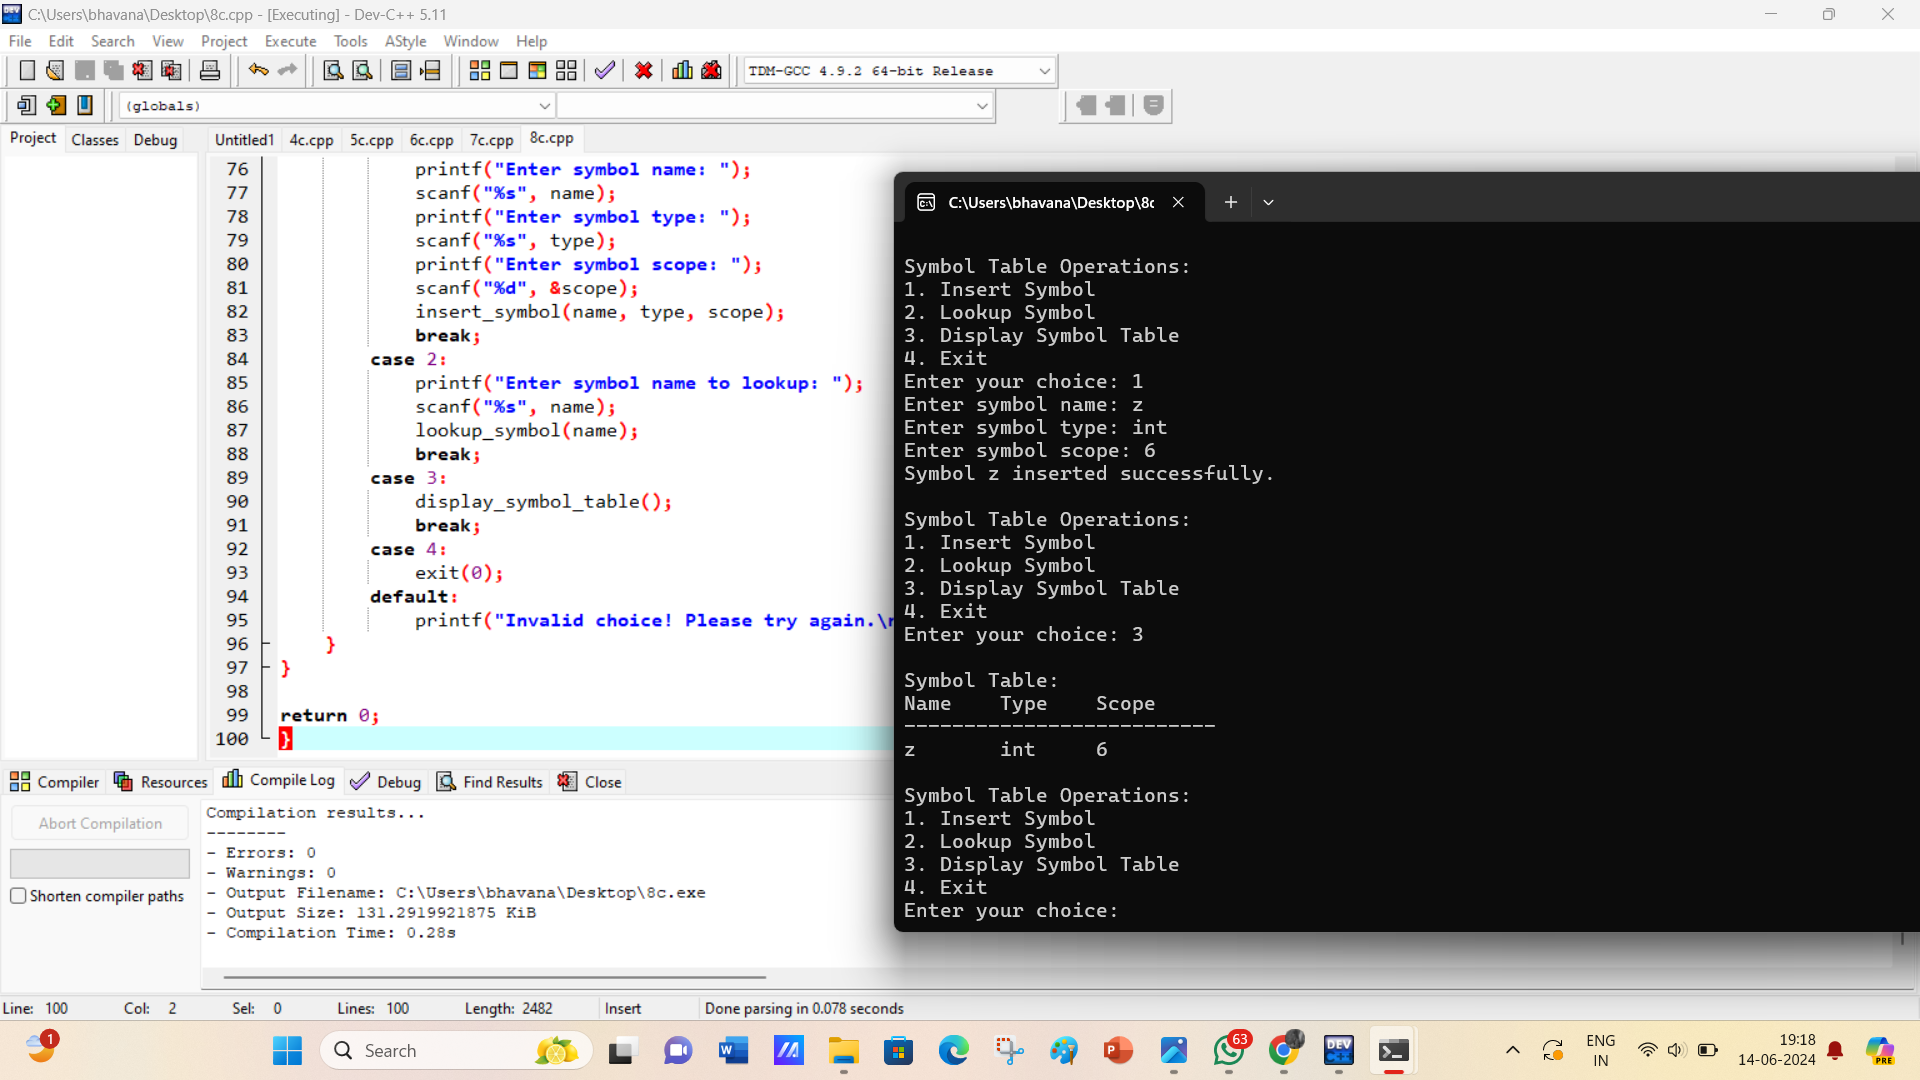 C:\Users\bhavana\Desktop\8c.cpp - [Executing] - Dev-C++ 5.11
File Edit Search View Project Execute Tools AStyle Window Help
TDM-GCC 4.9.2 64-bit Release
(globals)
Project Classes Debug
Untitled1 4c.cpp 5c.cpp 6c.cpp 7c.cpp 8c.cpp
76 printf("Enter symbol name: ");
77 scanf("%s", name);
78 printf("Enter symbol type: ");
79 scanf("%s", type);
80 printf("Enter symbol scope: ");
81 scanf("%d", &scope);
82 insert_symbol(name, type, scope);
83 break;
84 case 2:
85 printf("Enter symbol name to lookup: ");
86 scanf("%s", name);
87 lookup_symbol(name);
88 break;
89 case 3:
90 display_symbol_table();
91 break;
92 case 4:
93 exit(0);
94 default:
95 printf("Invalid choice! Please try again.\
96 }
97 }
98
99 return 0;
100 }
C:\Users\bhavana\Desktop\8c
Symbol Table Operations:
1. Insert Symbol
2. Lookup Symbol
3. Display Symbol Table
4. Exit
Enter your choice: 1
Enter symbol name: z
Enter symbol type: int
Enter symbol scope: 6
Symbol z inserted successfully.
Symbol Table Operations:
1. Insert Symbol
2. Lookup Symbol
3. Display Symbol Table
4. Exit
Enter your choice: 3
Symbol Table:
Name Type Scope
--------------------------
z int 6
Symbol Table Operations:
1. Insert Symbol
2. Lookup Symbol
3. Display Symbol Table
4. Exit
Enter your choice:
Compiler Resources Compile Log Debug Find Results Close
Abort Compilation
Shorten compiler paths
Compilation results...
--------
- Errors: 0
- Warnings: 0
- Output Filename: C:\Users\bhavana\Desktop\8c.exe
- Output Size: 131.2919921875 KiB
- Compilation Time: 0.28s
Line: 100 Col: 2 Sel: 0 Lines: 100 Length: 2482 Insert Done parsing in 0.078 seconds
1
Search
63
DEV
C++
PRE
ENG
IN
19:18
14-06-2024